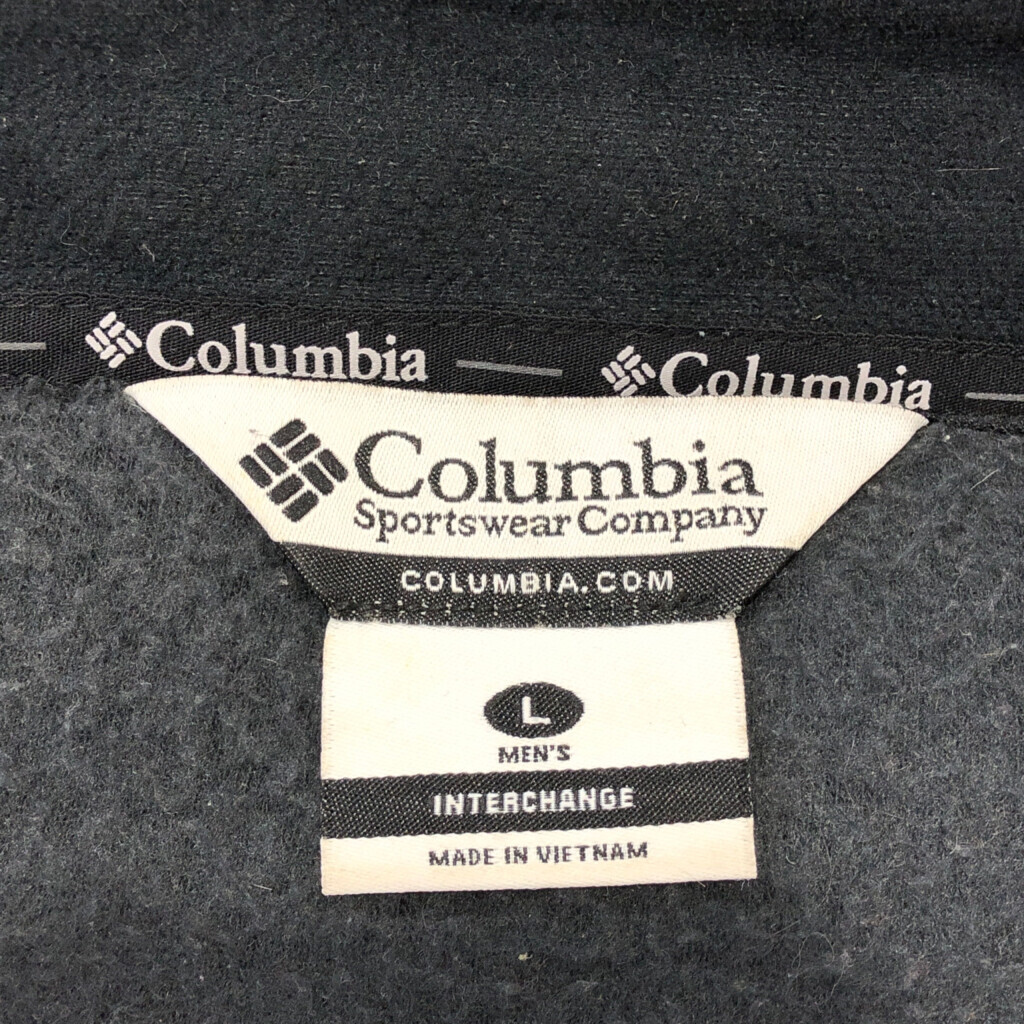 Columbia Columbia
Columbia
Sportswear Company
COLUMBIA.COM
L
MEN'S
INTERCHANGE
MADE IN VIETNAM